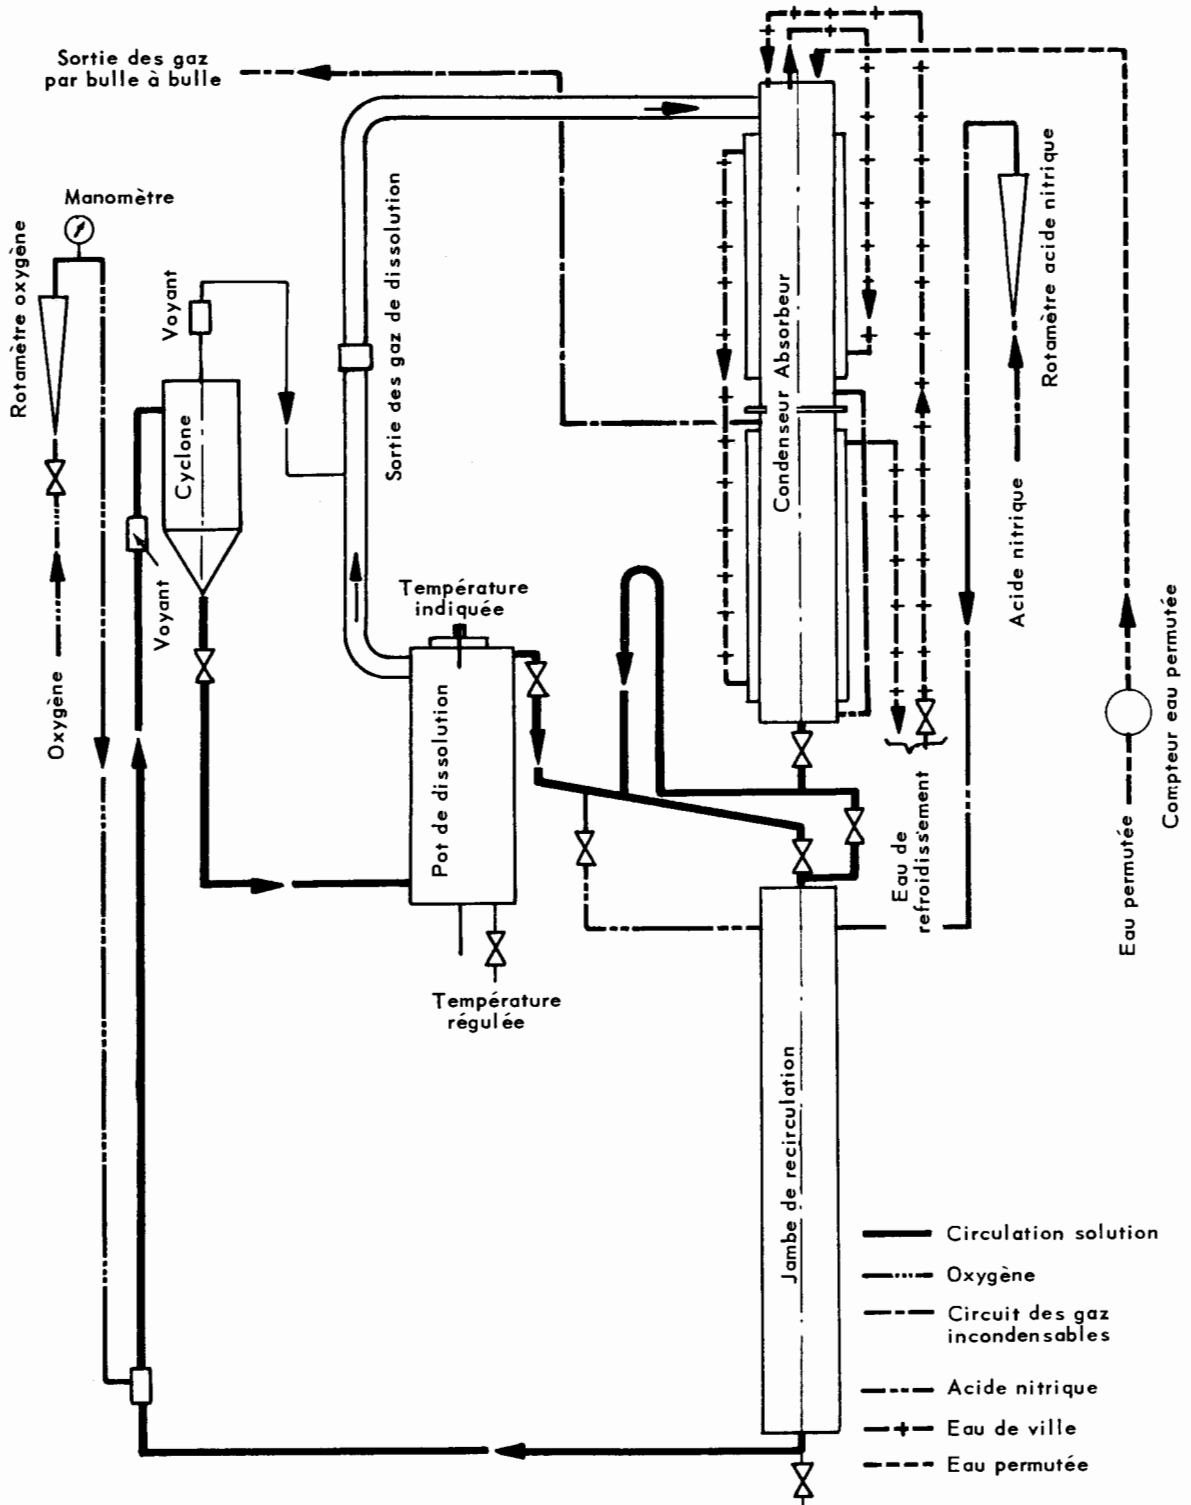 Sortie des gaz
par bulle à bulle
Manomètre
Rotamètre oxygène
Voyant
Sortie des gaz de dissolution
Condenseur Absorbeur
Rotamètre acide nitrique
Cyclone
Acide nitrique
Température
indiquée
Voyant
Oxygène
Pot de dissolution
Eau de
refroidissement
Compteur eau permutée
Eau permutée
Température
régulée
Jambe de recirculation
Circulation solution
Oxygène
Circuit des gaz
incondensables
Acide nitrique
Eau de ville
Eau permutée